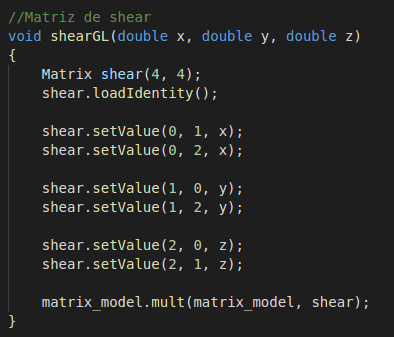 //Matriz de shear
void shearGL(double x, double y, double z)
{
    Matrix shear(4, 4);
    shear.loadIdentity();

    shear.setValue(0, 1, x);
    shear.setValue(0, 2, x);

    shear.setValue(1, 0, y);
    shear.setValue(1, 2, y);

    shear.setValue(2, 0, z);
    shear.setValue(2, 1, z);

    matrix_model.mult(matrix_model, shear);
}